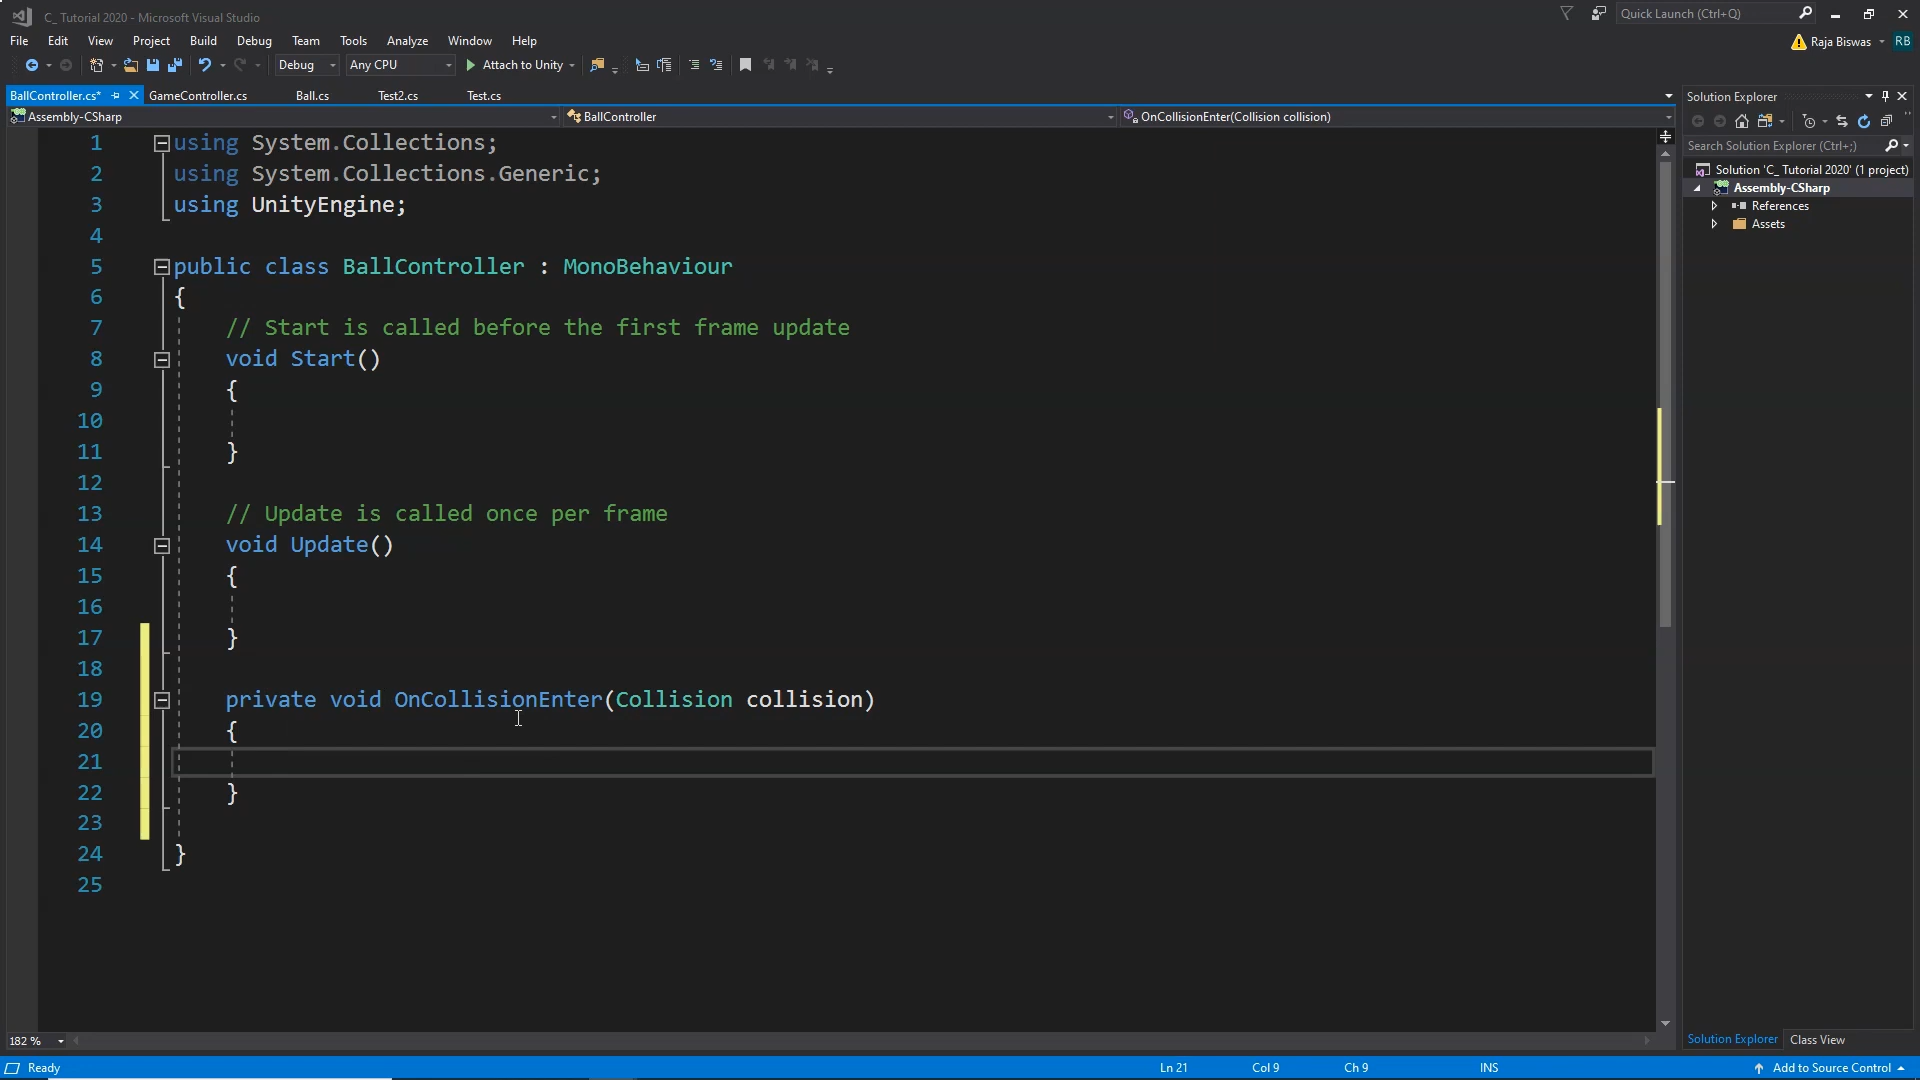 C_ Tutorial 2020 - Microsoft Visual Studio
Quick Launch (Ctrl+Q)
File Edit View Project Build Debug Team Tools Analyze Window Help
Raja Biswas RB
Debug Any CPU Attach to Unity
BallController.cs* GameController.cs Ball.cs Test2.cs Test.cs
Assembly-CSharp BallController OnCollisionEnter(Collision collision)
1 using System.Collections;
2 using System.Collections.Generic;
3 using UnityEngine;
4
5 public class BallController : MonoBehaviour
6 {
7 // Start is called before the first frame update
8 void Start()
9 {
10
11 }
12
13 // Update is called once per frame
14 void Update()
15 {
16
17 }
18
19 private void OnCollisionEnter(Collision collision)
20 {
21
22 }
23
24 }
25
Solution Explorer
Search Solution Explorer (Ctrl+;)
Solution 'C_ Tutorial 2020' (1 project)
Assembly-CSharp
References
Assets
182 %
Solution Explorer Class View
Ready Ln 21 Col 9 Ch 9 INS Add to Source Control